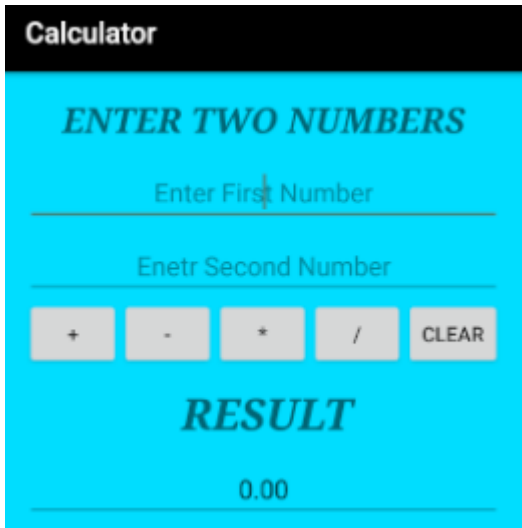 Calculator
ENTER TWO NUMBERS
Enter First Number
Enetr Second Number
+ - * / CLEAR
RESULT
0.00